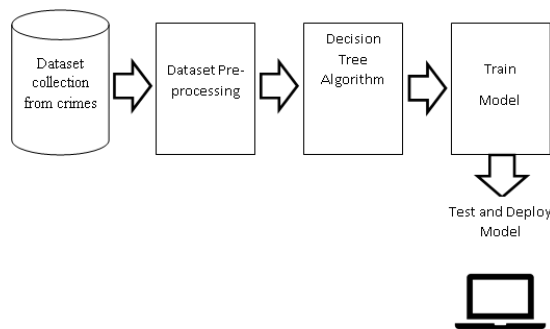 Dataset
collection
from crimes
Dataset Pre-
processing
Decision
Tree
Algorithm
Train
Model
Test and Deploy
Model